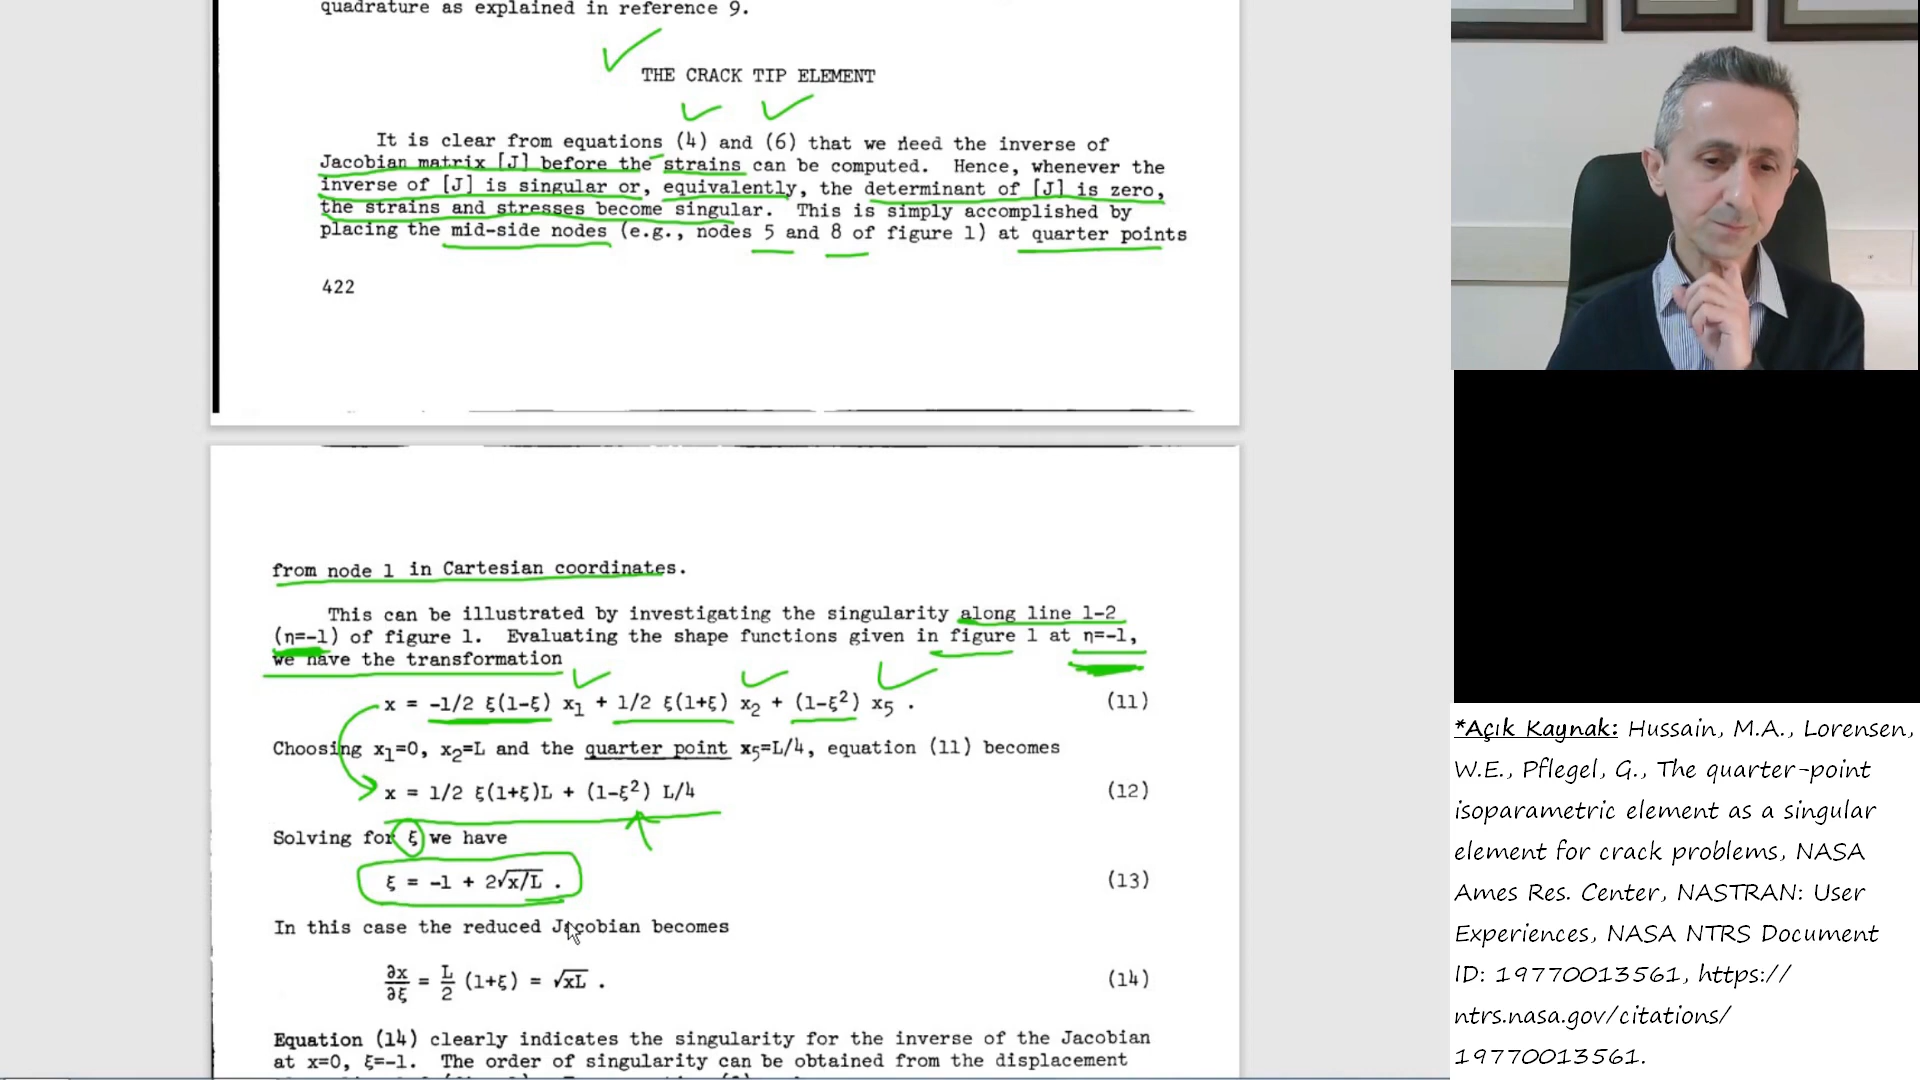 quadrature as explained in reference 9.
THE CRACK TIP ELEMENT
It is clear from equations (4) and (6) that we need the inverse of
Jacobian matrix [J] before the strains can be computed. Hence, whenever the
inverse of [J] is singular or, equivalently, the determinant of [J] is zero,
the strains and stresses become singular. This is simply accomplished by
placing the mid-side nodes (e.g., nodes 5 and 8 of figure 1) at quarter points
422
from node 1 in Cartesian coordinates.
This can be illustrated by investigating the singularity along line 1-2
(η=-1) of figure 1. Evaluating the shape functions given in figure 1 at η=-1,
we have the transformation
x = -1/2 ξ(1-ξ) x₁ + 1/2 ξ(1+ξ) x₂ + (1-ξ²) x₅ . (11)
Choosing x₁=0, x₂=L and the quarter point x₅=L/4, equation (11) becomes
x = 1/2 ξ(1+ξ)L + (1-ξ²) L/4 (12)
Solving for ξ we have
ξ = -1 + 2√x/L . (13)
In this case the reduced Jacobian becomes
∂x/∂ξ = L/2 (1+ξ) = √xL . (14)
Equation (14) clearly indicates the singularity for the inverse of the Jacobian
at x=0, ξ=-1. The order of singularity can be obtained from the displacement
*Açık Kaynak: Hussain, M.A., Lorensen,
W.E., Pflegel, G., The quarter-point
isoparametric element as a singular
element for crack problems, NASA
Ames Res. Center, NASTRAN: User
Experiences, NASA NTRS Document
ID: 19770013561, https://
ntrs.nasa.gov/citations/
19770013561.